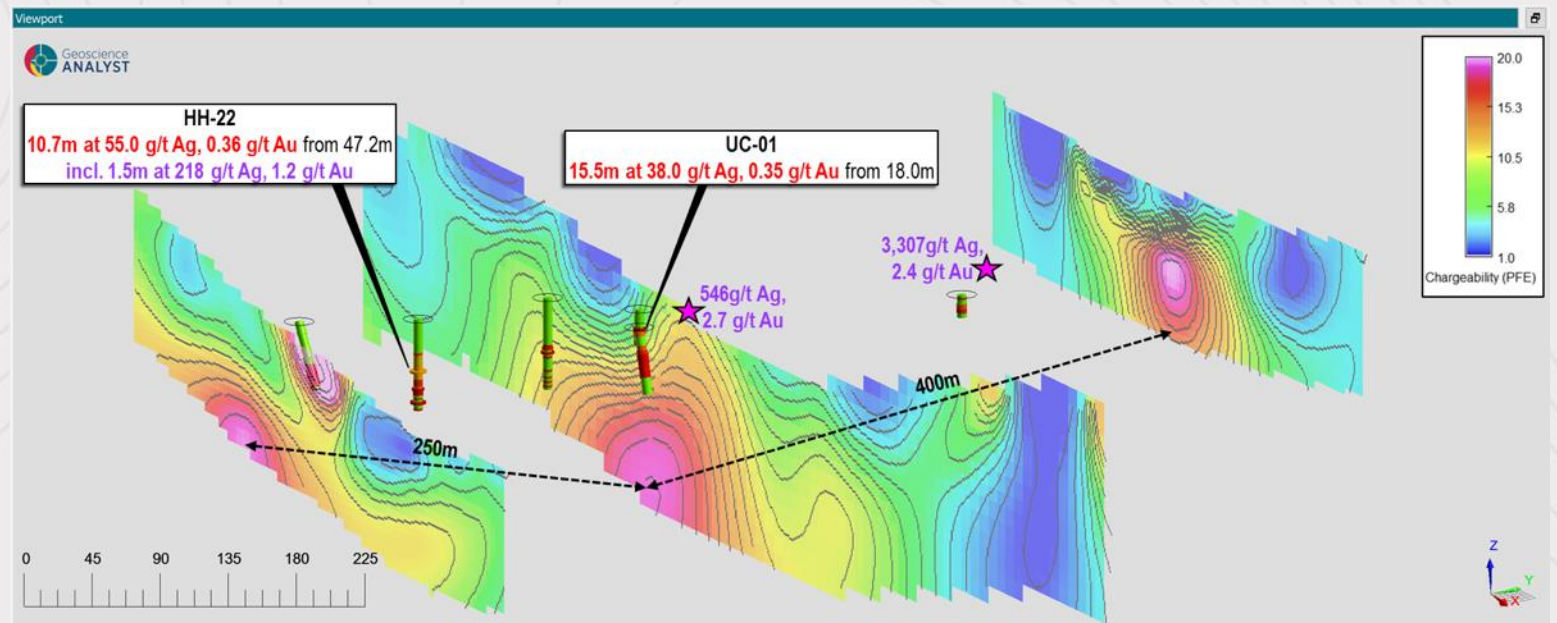 Viewport
Geoscience
ANALYST
HH-22
10.7m at 55.0 g/t Ag, 0.36 g/t Au from 47.2m
incl. 1.5m at 218 g/t Ag, 1.2 g/t Au
UC-01
15.5m at 38.0 g/t Ag, 0.35 g/t Au from 18.0m
546g/t Ag,
2.7 g/t Au
3,307g/t Ag,
2.4 g/t Au
250m
400m
20.0
15.3
10.5
5.8
1.0
Chargeability (PFE)
0 45 90 135 180 225
Z
Y
X